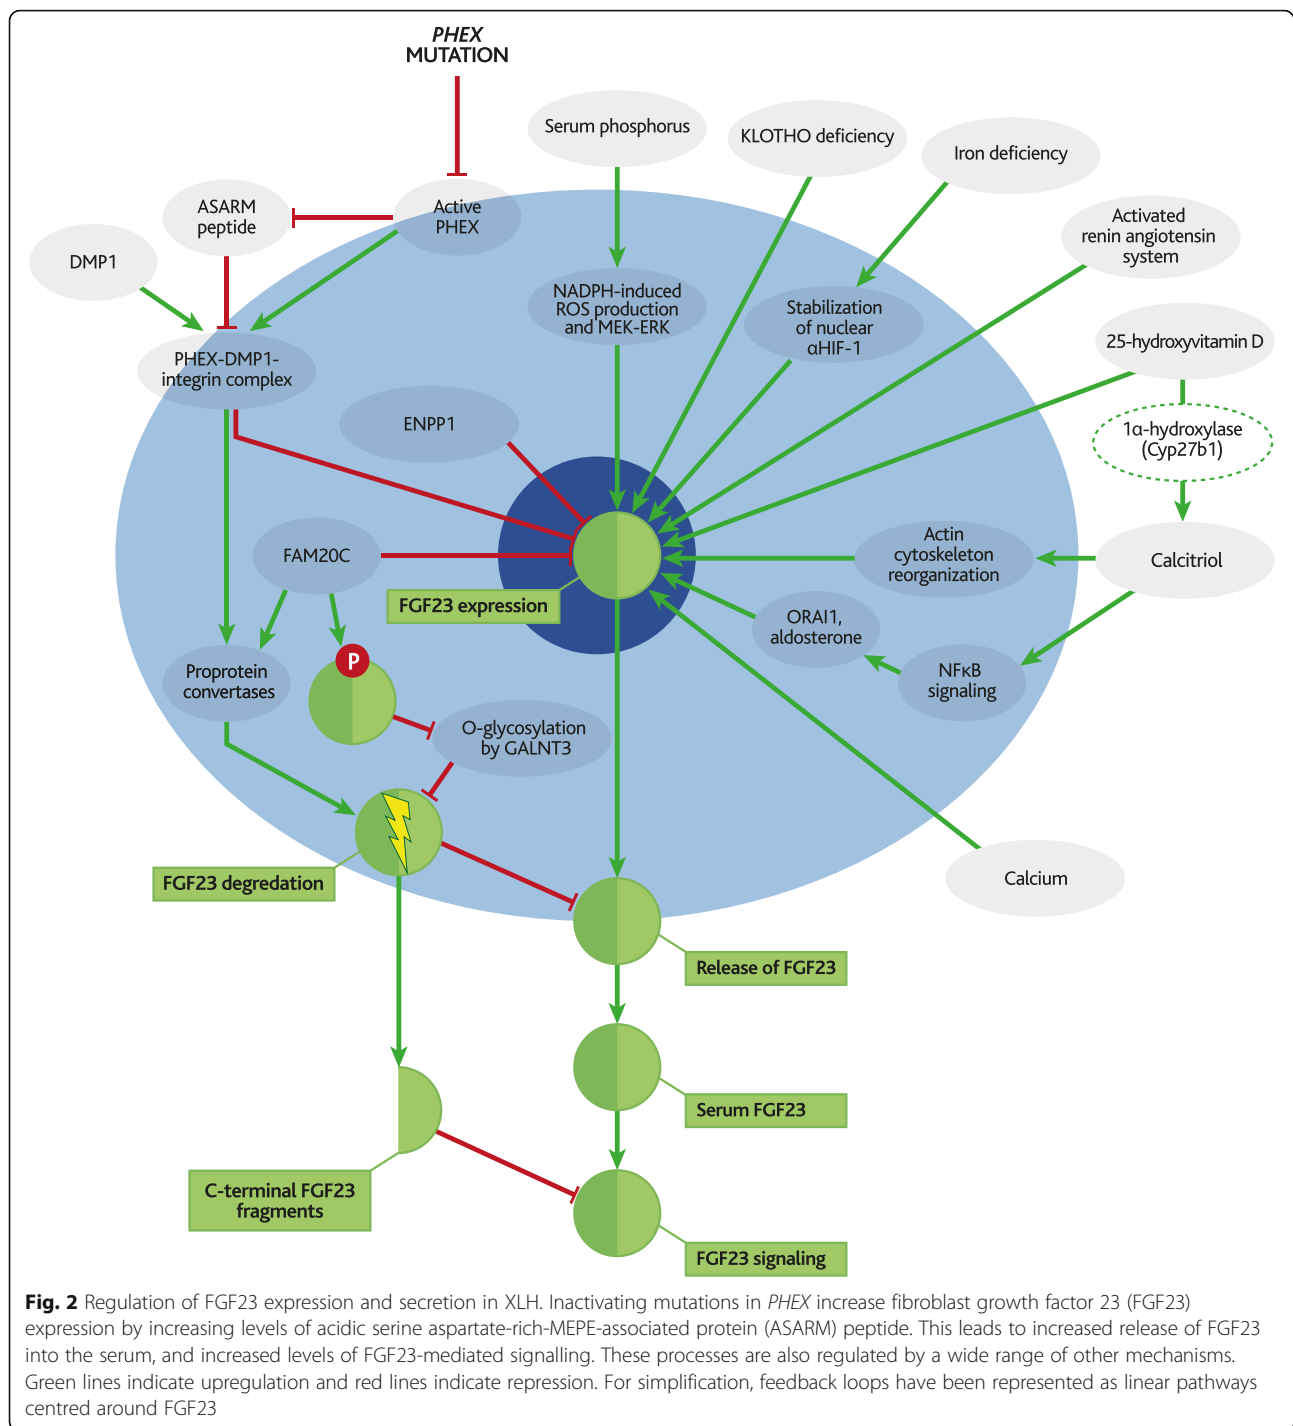 PHEX
MUTATION
Serum phosphorus
KLOTHO deficiency
Iron deficiency
ASARM
peptide
Active
PHEX
Activated
renin angiotensin
system
DMP1
NADPH-induced
ROS production
and MEK-ERK
Stabilization
of nuclear
αHIF-1
25-hydroxyvitamin D
PHEX-DMP1-
integrin complex
ENPP1
1α-hydroxylase
(Cyp27b1)
FAM20C
Actin
cytoskeleton
reorganization
Calcitriol
FGF23 expression
ORAI1,
aldosterone
P
Proprotein
convertases
NFκB
signaling
O-glycosylation
by GALNT3
FGF23 degredation
Calcium
Release of FGF23
Serum FGF23
C-terminal FGF23
fragments
FGF23 signaling
Fig. 2 Regulation of FGF23 expression and secretion in XLH. Inactivating mutations in PHEX increase fibroblast growth factor 23 (FGF23)
expression by increasing levels of acidic serine aspartate-rich-MEPE-associated protein (ASARM) peptide. This leads to increased release of FGF23
into the serum, and increased levels of FGF23-mediated signalling. These processes are also regulated by a wide range of other mechanisms.
Green lines indicate upregulation and red lines indicate repression. For simplification, feedback loops have been represented as linear pathways
centred around FGF23